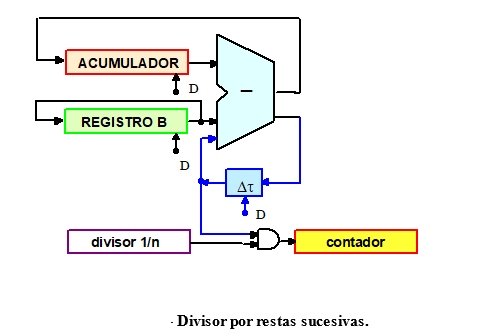 ACUMULADOR
D
–
REGISTRO B
D
Δτ
D
divisor 1/n
contador
- Divisor por restas sucesivas.